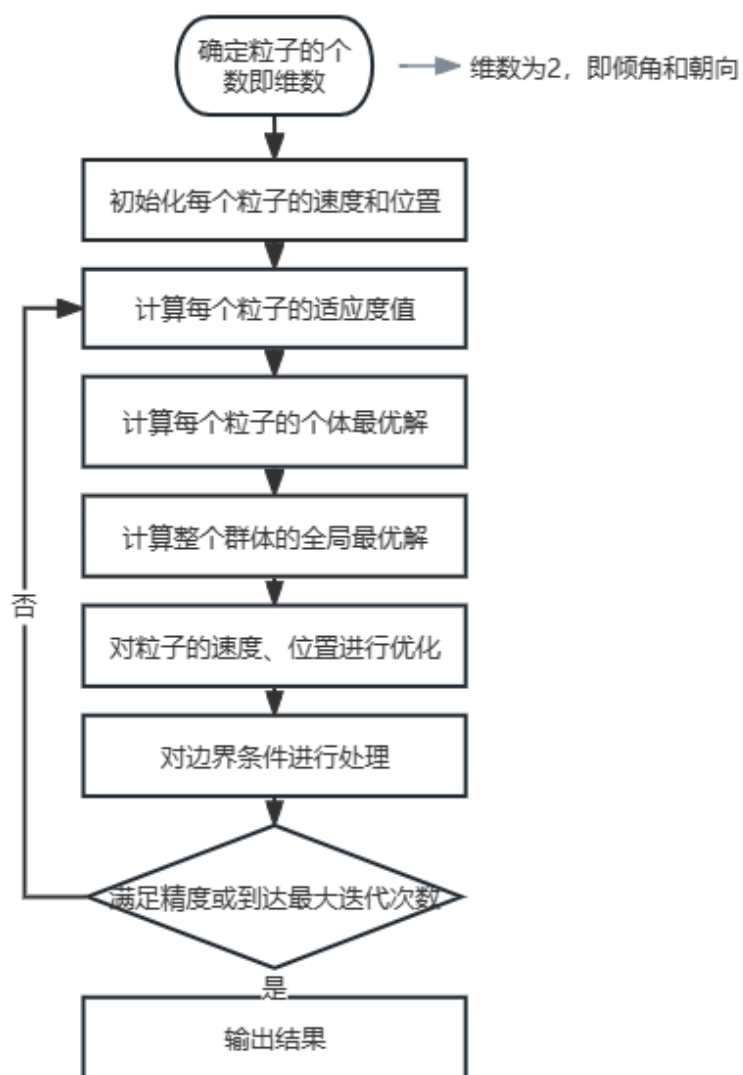 确定粒子的个
数即维数
维数为2，即倾角和朝向
初始化每个粒子的速度和位置
计算每个粒子的适应度值
计算每个粒子的个体最优解
计算整个群体的全局最优解
否
对粒子的速度、位置进行优化
对边界条件进行处理
满足精度或到达最大迭代次数
是
输出结果